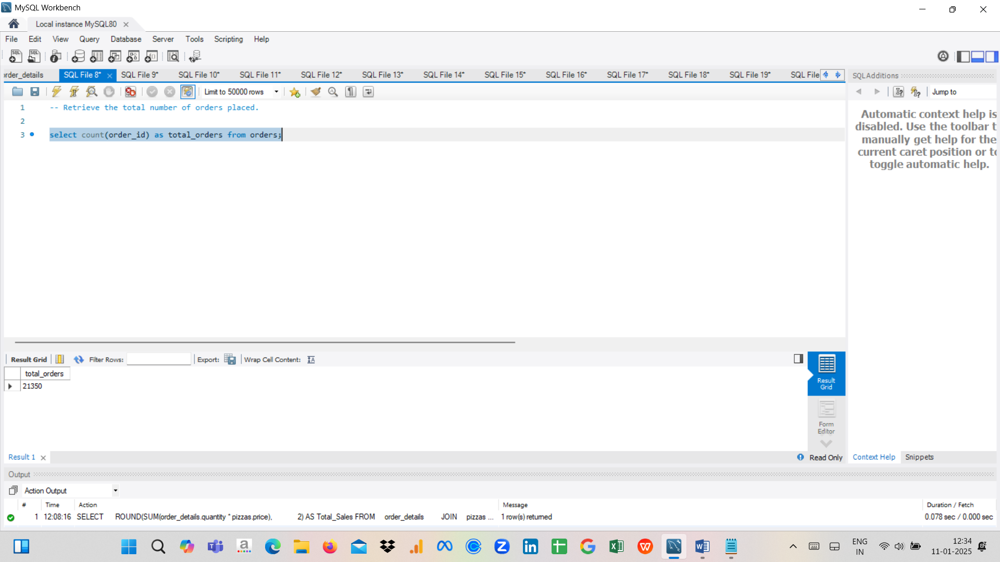 MySQL Workbench
Local instance MySQL80
File Edit View Query Database Server Tools Scripting Help
order_details SQL File 8* SQL File 9* SQL File 10* SQL File 11* SQL File 12* SQL File 13* SQL File 14* SQL File 15* SQL File 16* SQL File 17* SQL File 18* SQL File 19* SQL File
SQLAdditions
Limit to 50000 rows
Jump to
1 -- Retrieve the total number of orders placed.
2
3 select count(order_id) as total_orders from orders;
Automatic context help is
disabled. Use the toolbar t
manually get help for the
current caret position or to
toggle automatic help.
Result Grid Filter Rows: Export: Wrap Cell Content:
total_orders
21350
Result
Grid
Form
Editor
Result 1
Read Only
Context Help Snippets
Output
Action Output
# Time Action Message Duration / Fetch
1 12:08:16 SELECT ROUND(SUM(order_details.quantity * pizzas.price), 2) AS Total_Sales FROM order_details JOIN pizzas ... 1 row(s) returned 0.078 sec / 0.000 sec
ENG
IN
12:34
11-01-2025